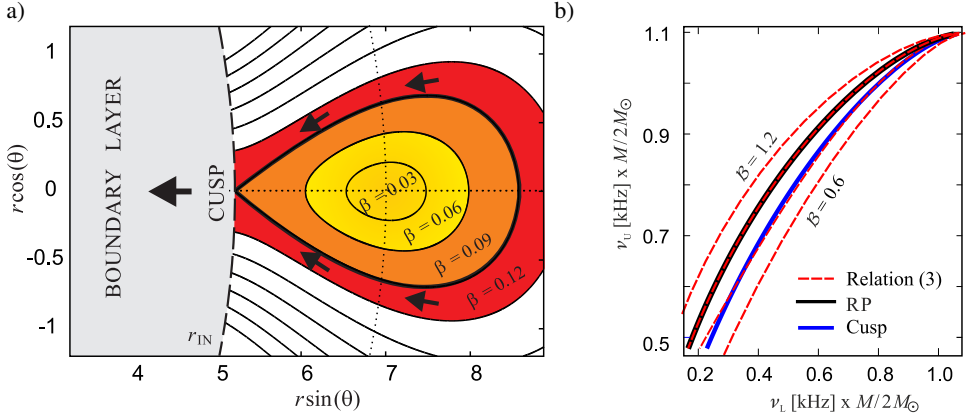 a)
b)
1
0.5
0
-0.5
-1
rcos(θ)
BOUNDARY LAYER
CUSP
r_IN
β = 0.03
β = 0.06
β = 0.09
β = 0.12
4 5 6 7 8
r sin(θ)
1.1
0.9
0.7
0.5
ν_U [kHz] x M/2M_⊙
B = 1.2
B = 0.6
Relation (3)
RP
Cusp
0.2 0.4 0.6 0.8 1.0
ν_L [kHz] x M/2M_⊙